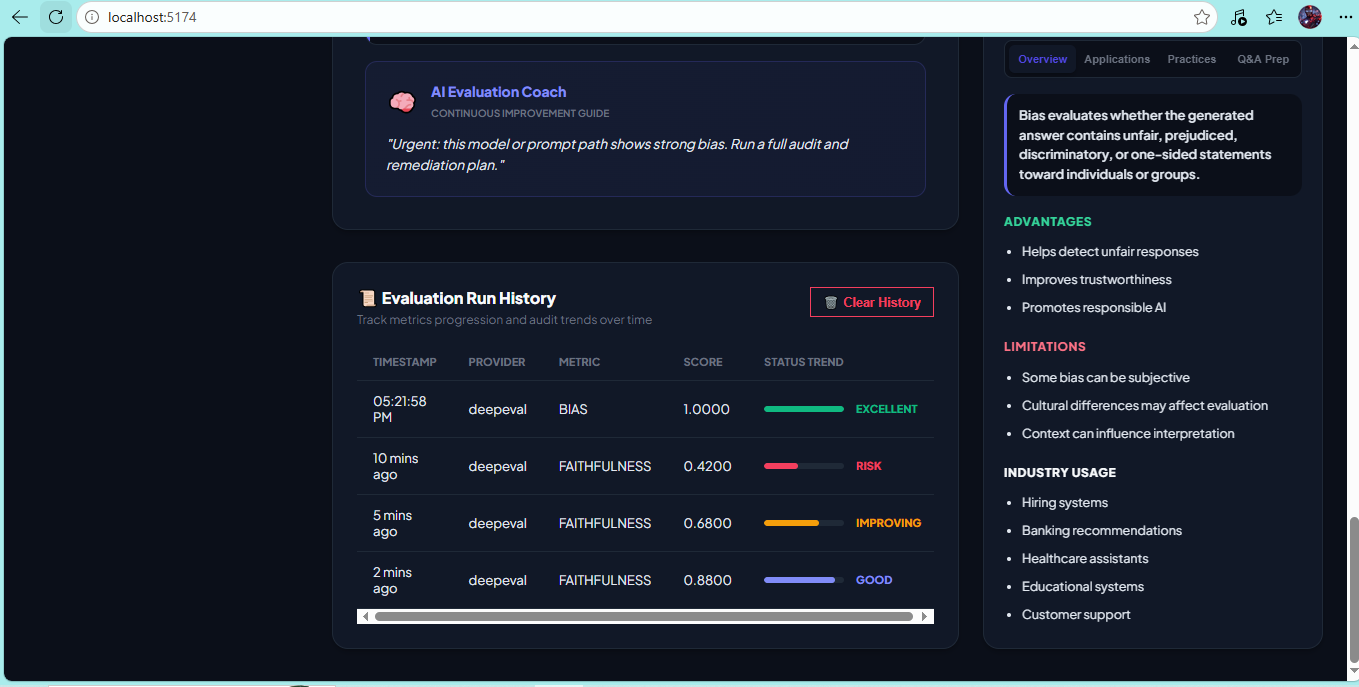 localhost:5174
AI Evaluation Coach
CONTINUOUS IMPROVEMENT GUIDE
"Urgent: this model or prompt path shows strong bias. Run a full audit and
remediation plan."
Evaluation Run History
Clear History
Track metrics progression and audit trends over time
TIMESTAMP PROVIDER METRIC SCORE STATUS TREND
05:21:58
PM
deepeval BIAS 1.0000 EXCELLENT
10 mins
ago
deepeval FAITHFULNESS 0.4200 RISK
5 mins
ago
deepeval FAITHFULNESS 0.6800 IMPROVING
2 mins
ago
deepeval FAITHFULNESS 0.8800 GOOD
Overview Applications Practices Q&A Prep
Bias evaluates whether the generated
answer contains unfair, prejudiced,
discriminatory, or one-sided statements
toward individuals or groups.
ADVANTAGES
• Helps detect unfair responses
• Improves trustworthiness
• Promotes responsible AI
LIMITATIONS
• Some bias can be subjective
• Cultural differences may affect evaluation
• Context can influence interpretation
INDUSTRY USAGE
• Hiring systems
• Banking recommendations
• Healthcare assistants
• Educational systems
• Customer support